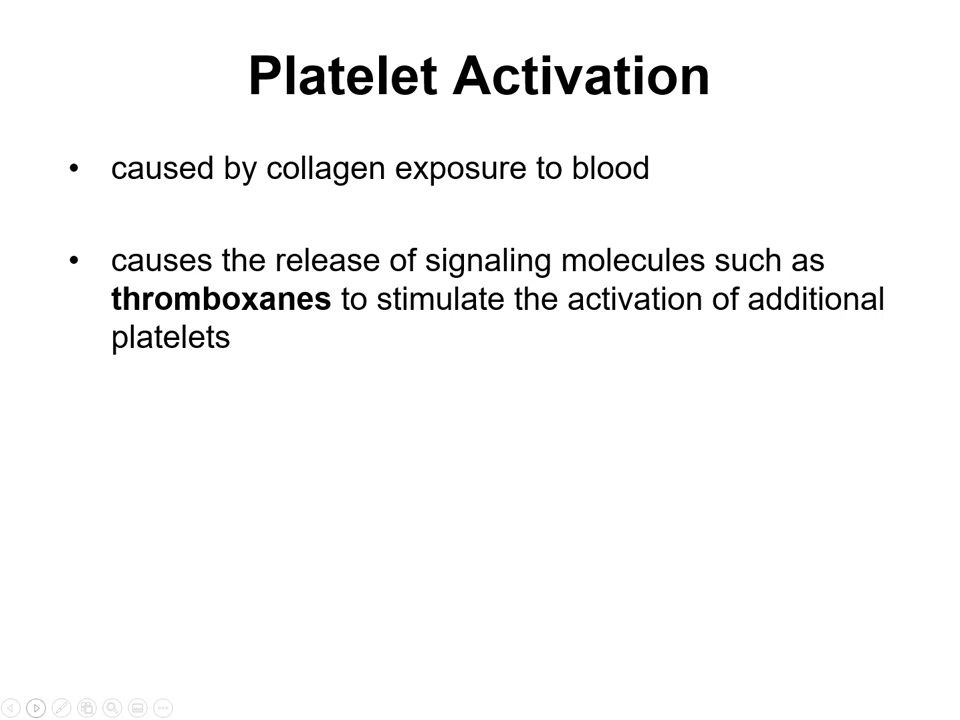 Platelet Activation
• caused by collagen exposure to blood
• causes the release of signaling molecules such as
thromboxanes to stimulate the activation of additional
platelets